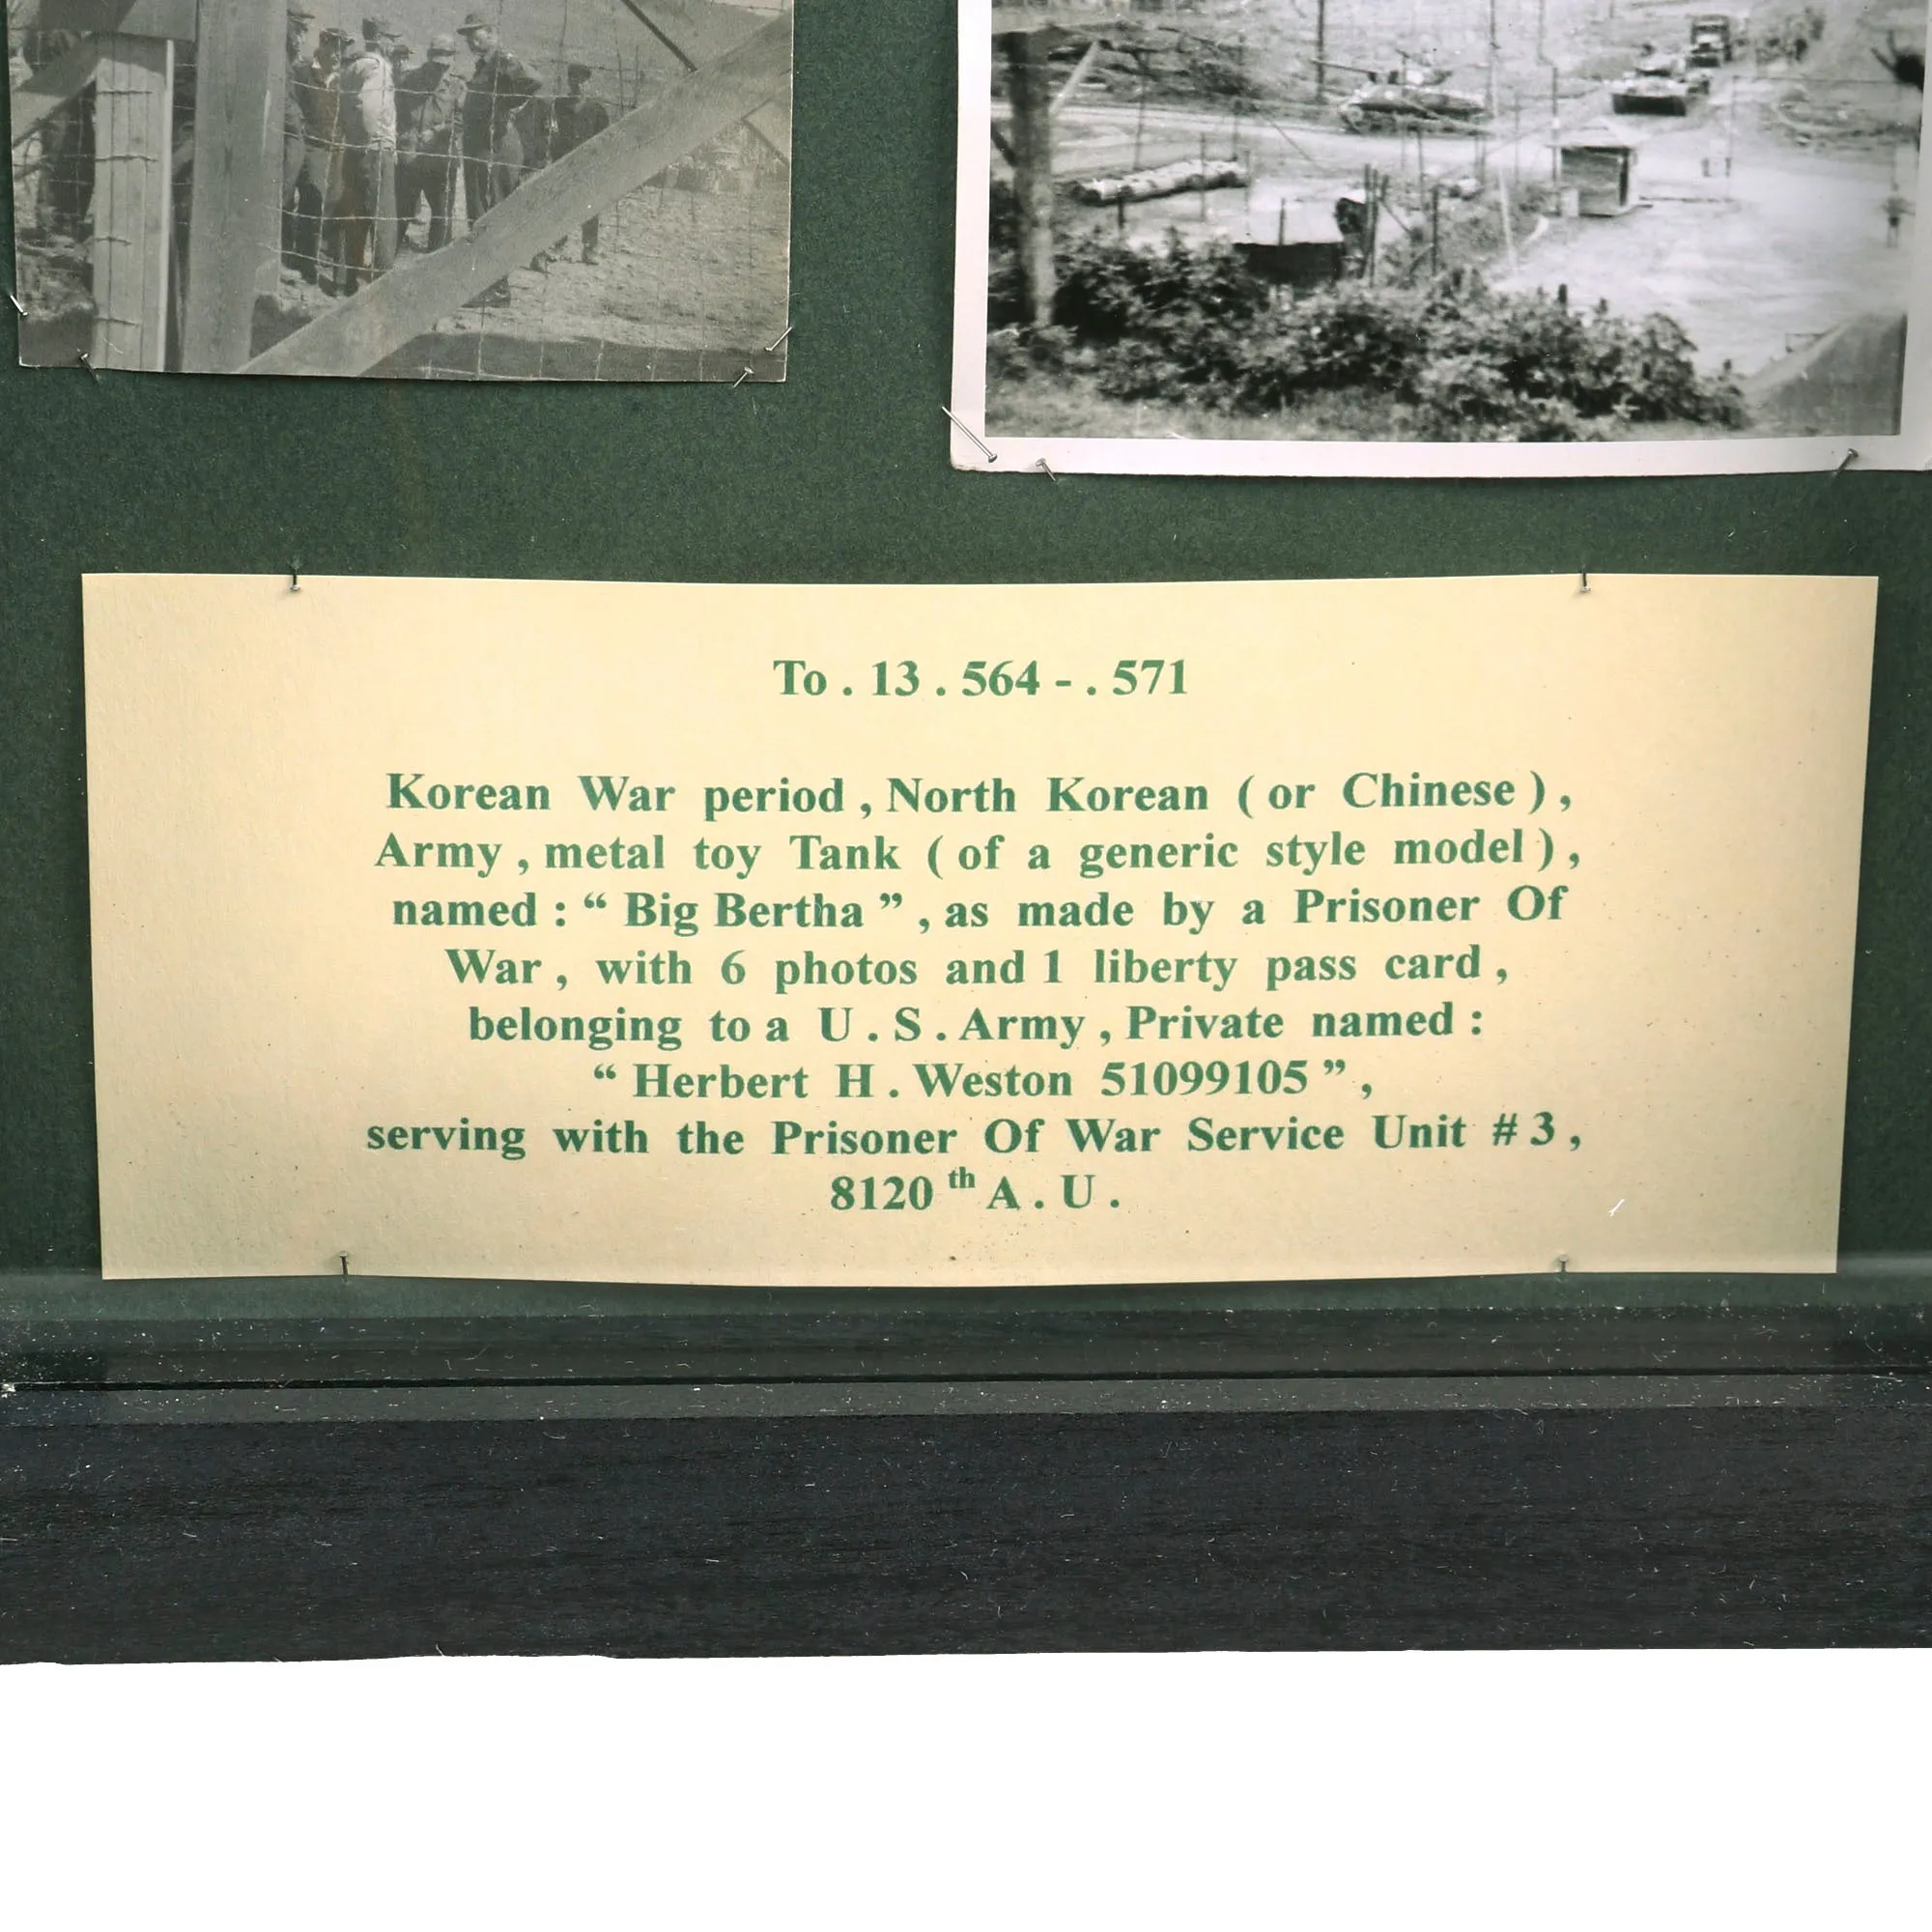 To . 13 . 564 - . 571
Korean War period , North Korean ( or Chinese ) ,
Army , metal toy Tank ( of a generic style model ) ,
named : “ Big Bertha ” , as made by a Prisoner Of
War , with 6 photos and 1 liberty pass card ,
belonging to a U . S . Army , Private named :
“ Herbert H . Weston 51099105 ” ,
serving with the Prisoner Of War Service Unit # 3 ,
8120 th A . U .